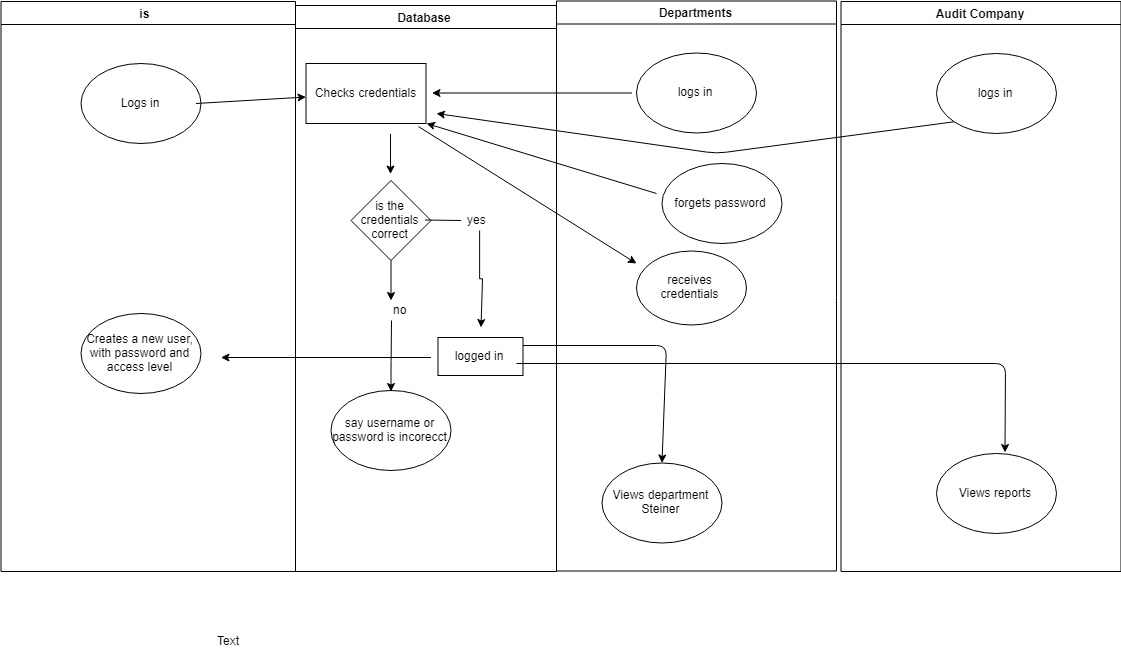 is
Database
Departments
Audit Company
Logs in
Checks credentials
logs in
logs in
forgets password
is the
credentials
correct
yes
receives
credentials
no
Creates a new user,
with password and
access level
logged in
say username or
password is incorecct
Views department
Steiner
Views reports
Text